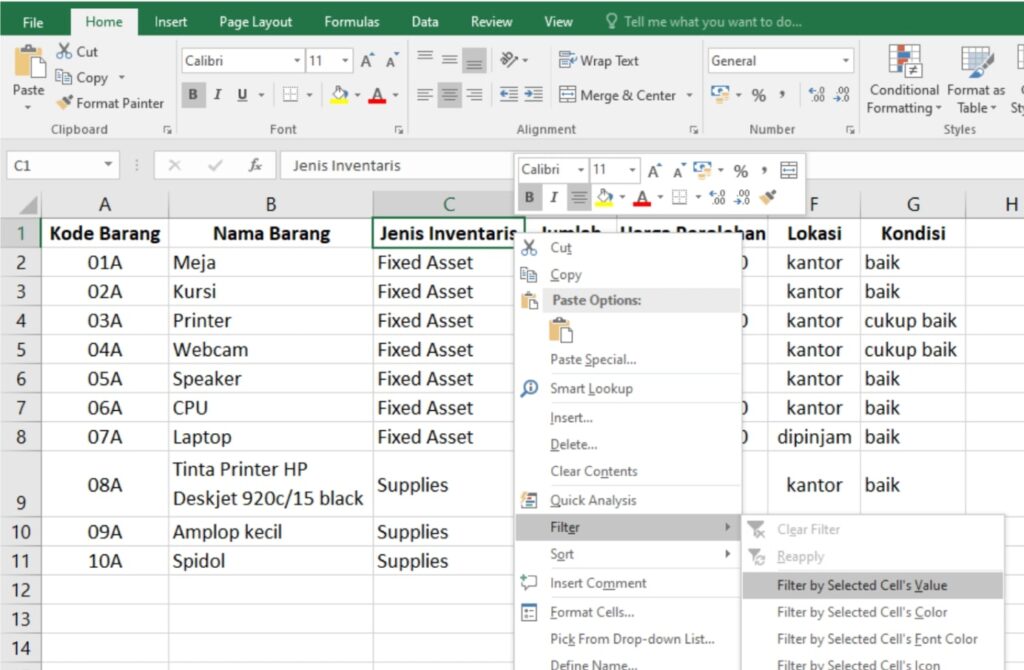 File Home Insert Page Layout Formulas Data Review View Tell me what you want to do...
Cut
Copy
Format Painter
Paste
Clipboard
Calibri 11
B I U
Font
Wrap Text
Merge & Center
Alignment
General
Number
Conditional Formatting
Format as Table
Styles
C1 fx Jenis Inventaris
Calibri 11
B I
A B C F G H
1 Kode Barang Nama Barang Jenis Inventaris Jumlah Harga Perolehan Lokasi Kondisi
2 01A Meja Fixed Asset 0 kantor baik
3 02A Kursi Fixed Asset kantor baik
4 03A Printer Fixed Asset 0 kantor cukup baik
5 04A Webcam Fixed Asset kantor cukup baik
6 05A Speaker Fixed Asset kantor baik
7 06A CPU Fixed Asset 0 kantor baik
8 07A Laptop Fixed Asset 0 dipinjam baik
9 08A Tinta Printer HP Deskjet 920c/15 black Supplies kantor baik
10 09A Amplop kecil Supplies
11 10A Spidol Supplies
12
13
14
Cut
Copy
Paste Options:
Paste Special...
Smart Lookup
Insert...
Delete...
Clear Contents
Quick Analysis
Filter
Sort
Insert Comment
Format Cells...
Pick From Drop-down List...
Define Name...
Clear Filter
Reapply
Filter by Selected Cell's Value
Filter by Selected Cell's Color
Filter by Selected Cell's Font Color
Filter by Selected Cell's Icon